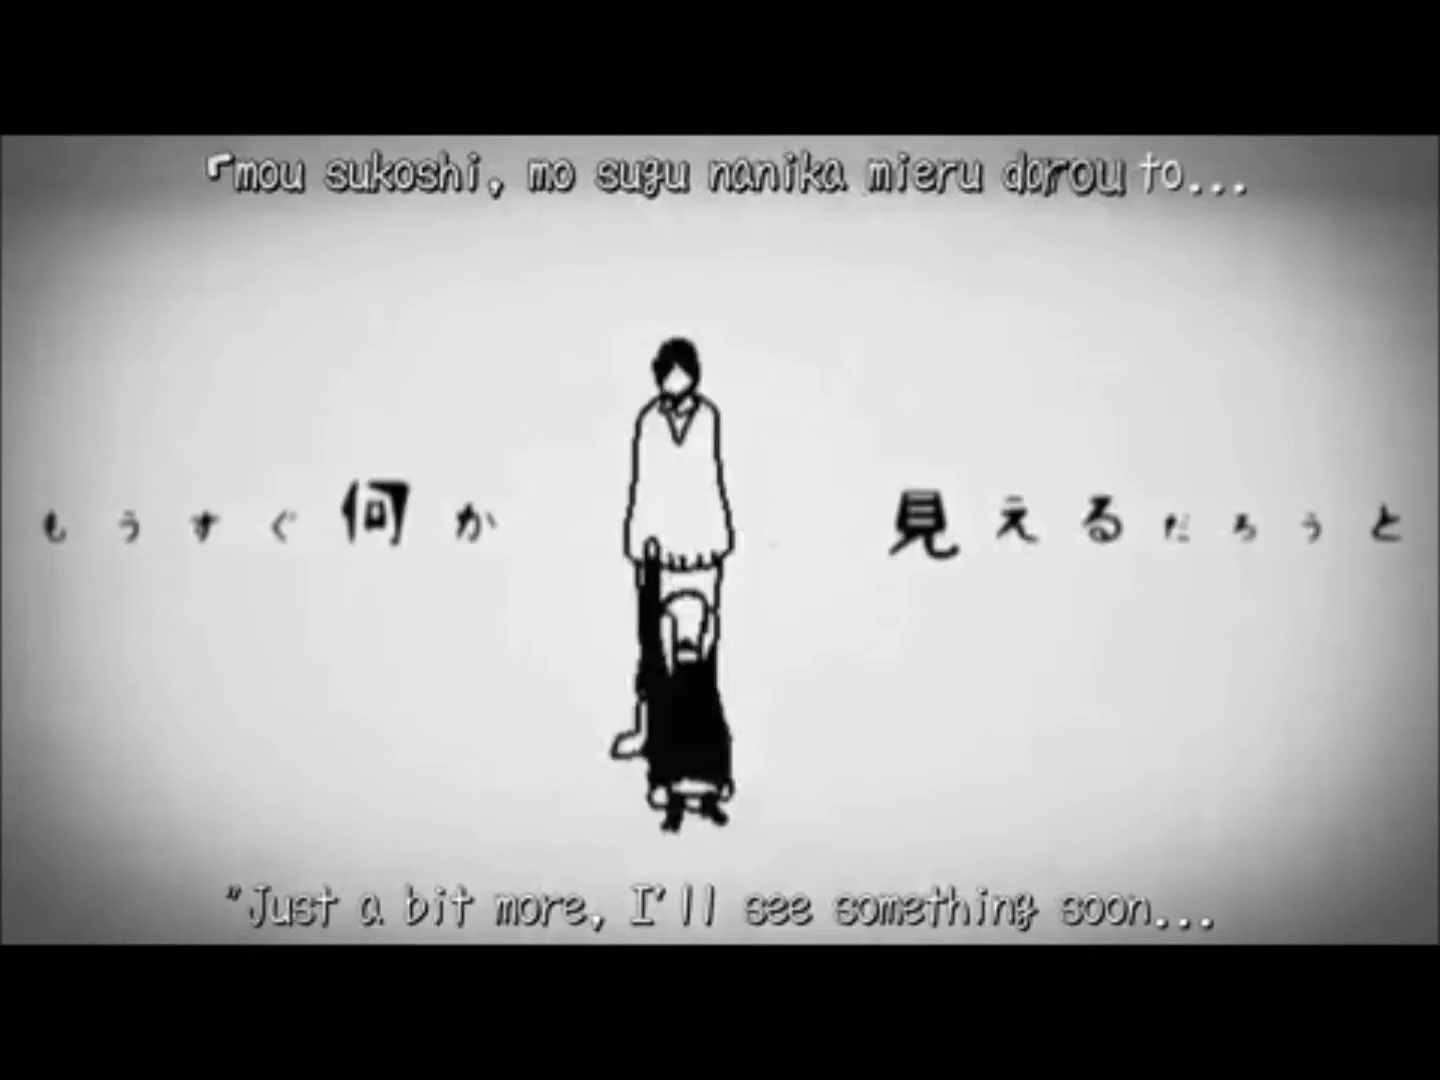 「mou sukoshi, mo sugu nanika mieru darou to...
もうすぐ何か 見えるだろうと
"Just a bit more, I'll see something soon...